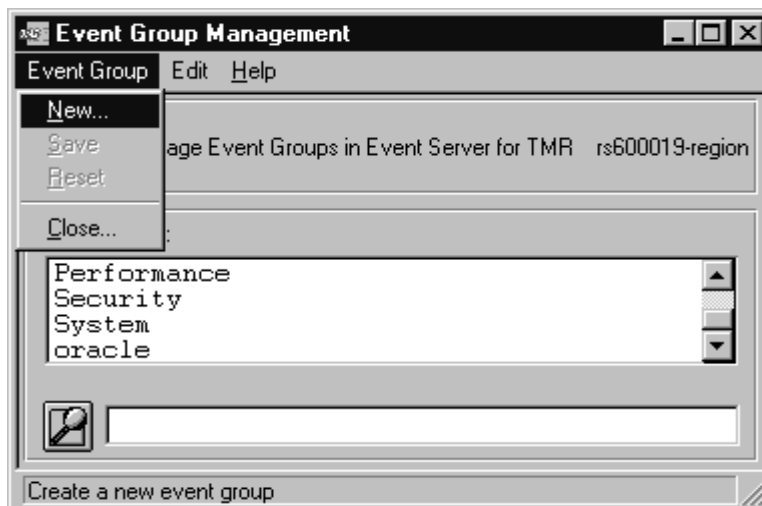 Event Group Management
Event Group Edit Help
New...
Save
age Event Groups in Event Server for TMR rs600019-region
Reset
Close... :
Performance
Security
System
oracle
Create a new event group